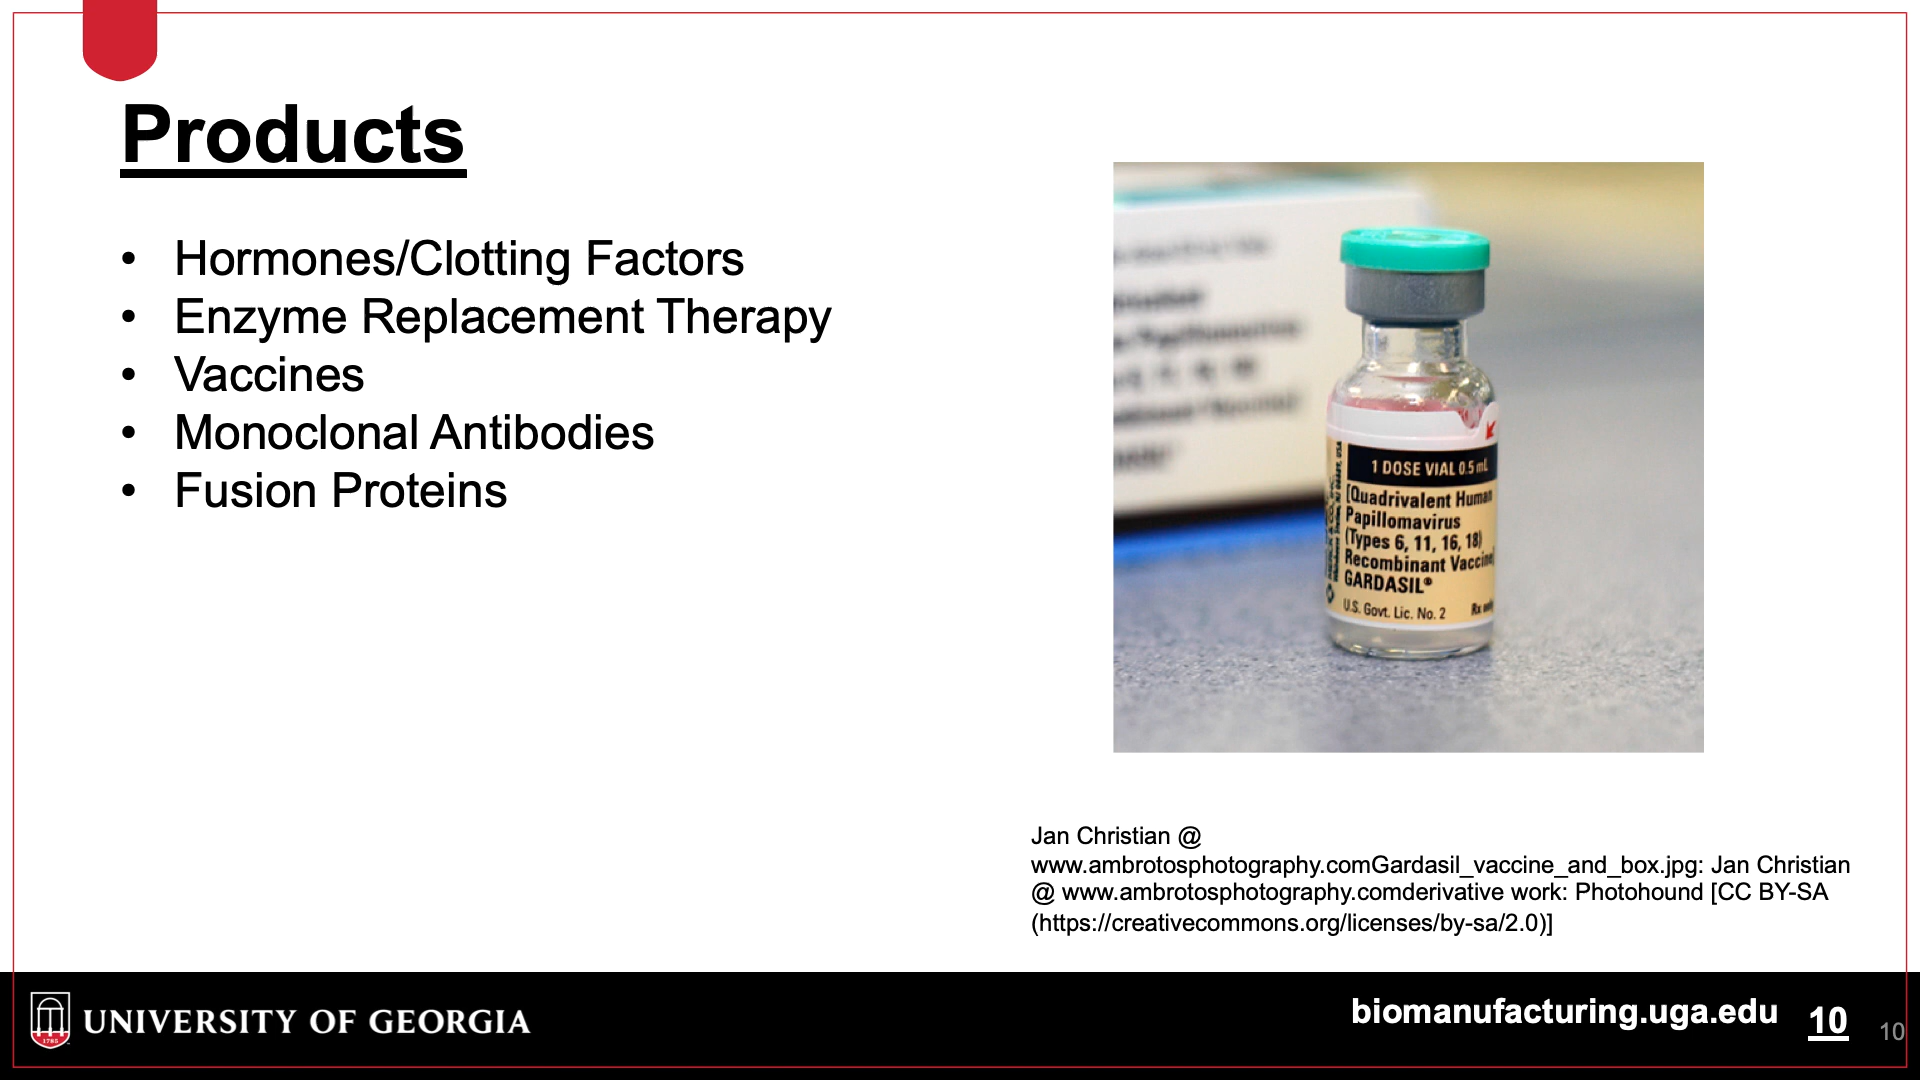 Products
• Hormones/Clotting Factors
• Enzyme Replacement Therapy
• Vaccines
• Monoclonal Antibodies
• Fusion Proteins
1 DOSE VIAL 0.5 mL
[Quadrivalent Human
Papillomavirus
(Types 6, 11, 16, 18)
Recombinant Vaccine]
GARDASIL®
U.S. Govt. Lic. No. 2 Rx only
Jan Christian @
www.ambrotosphotography.comGardasil_vaccine_and_box.jpg: Jan Christian
@ www.ambrotosphotography.comderivative work: Photohound [CC BY-SA
(https://creativecommons.org/licenses/by-sa/2.0)]
1785
UNIVERSITY OF GEORGIA
biomanufacturing.uga.edu
10
10